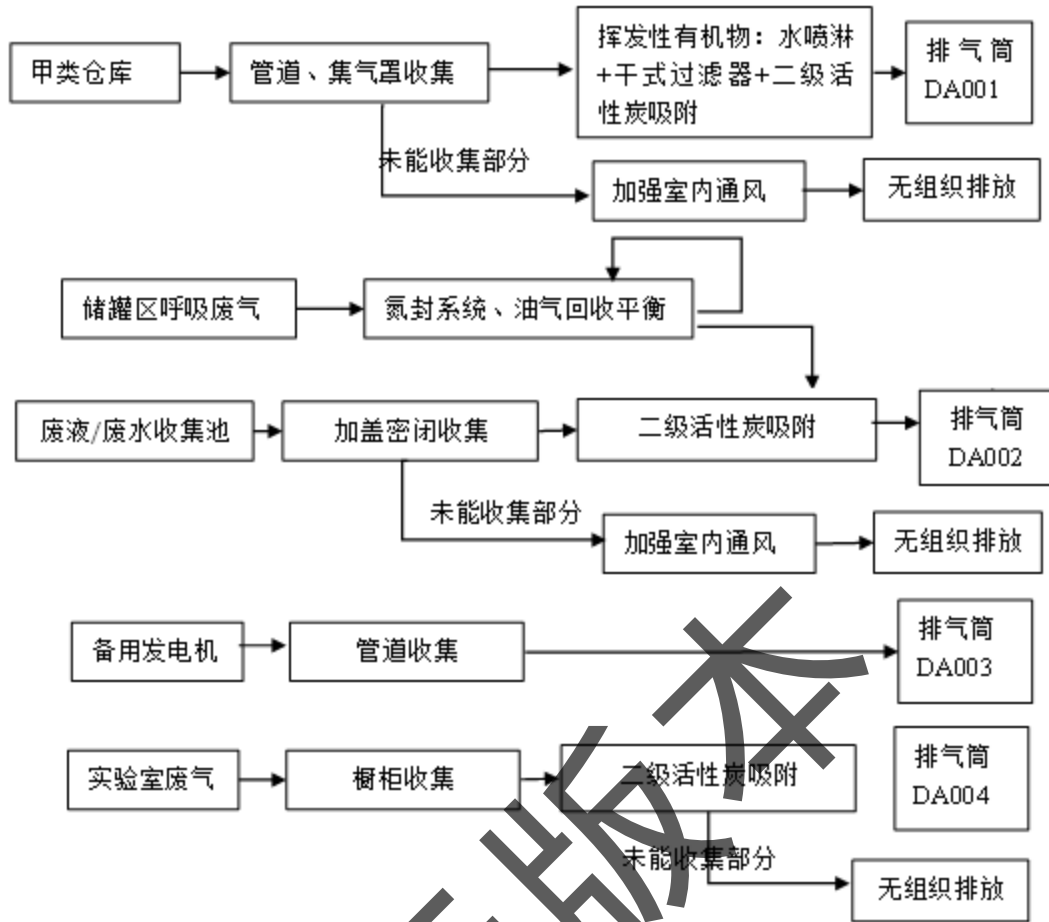 甲类仓库
管道、集气罩收集
挥发性有机物：水喷淋
+干式过滤器+二级活
性炭吸附
排气筒
DA001
未能收集部分
加强室内通风
无组织排放
储罐区呼吸废气
氮封系统、油气回收平衡
废液/废水收集池
加盖密闭收集
二级活性炭吸附
排气筒
DA002
未能收集部分
加强室内通风
无组织排放
备用发电机
管道收集
排气筒
DA003
实验室废气
橱柜收集
二级活性炭吸附
排气筒
DA004
未能收集部分
无组织排放
版本